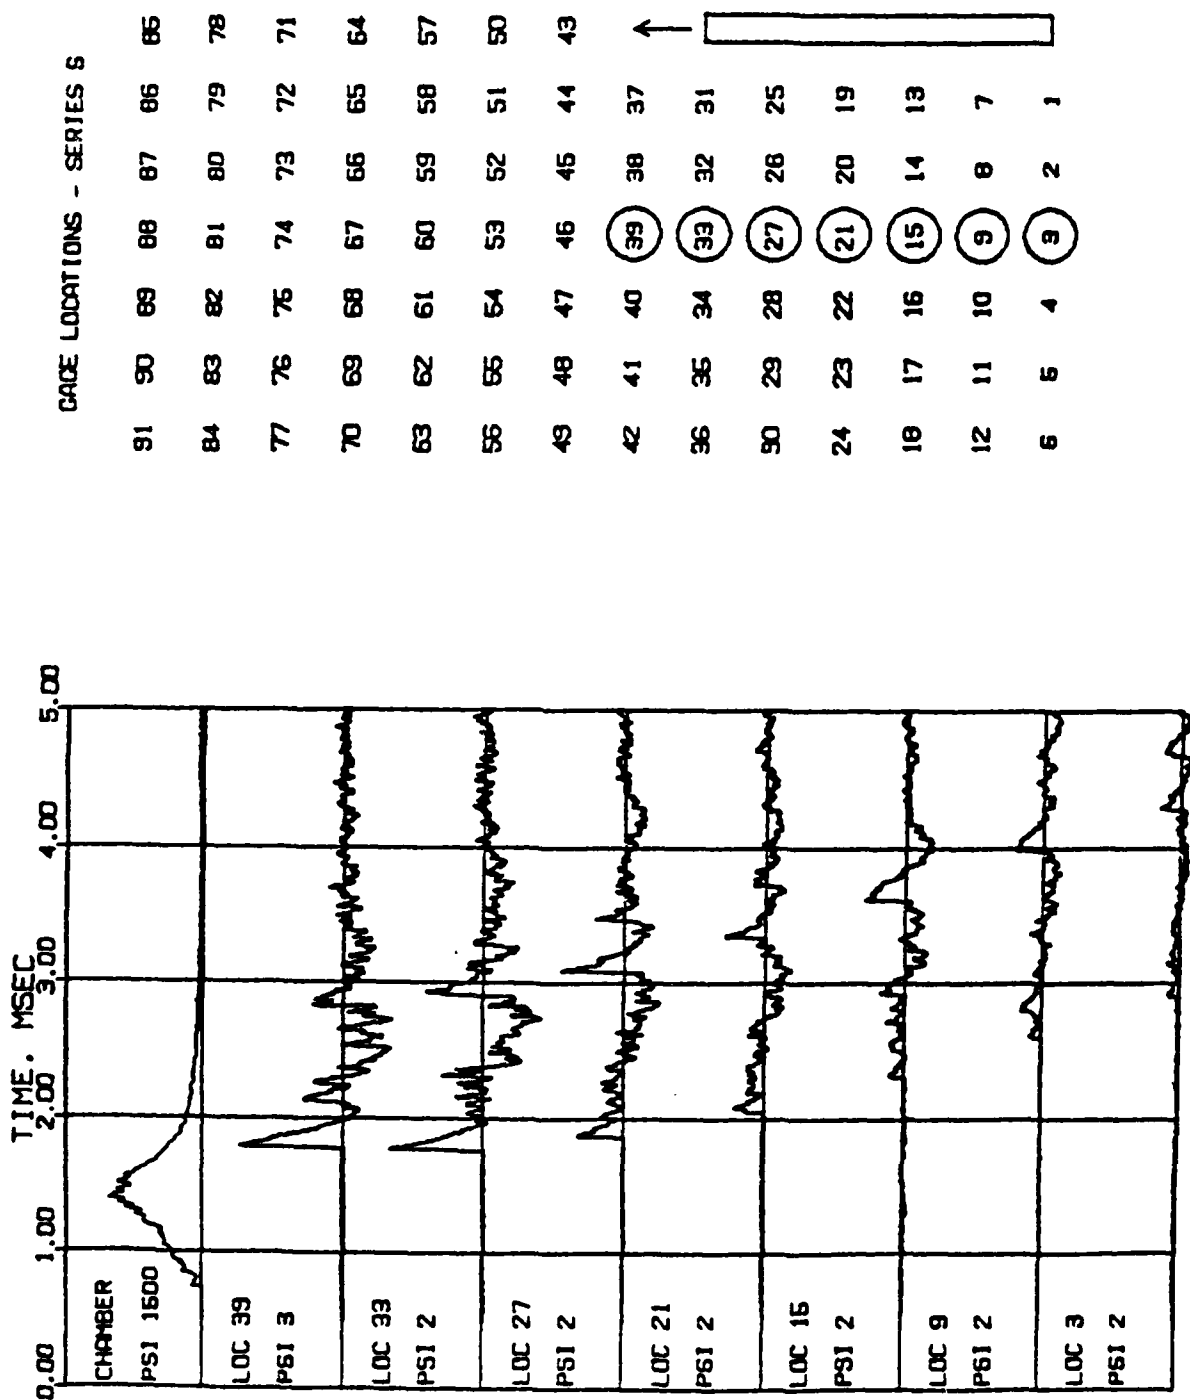 GAGE LOCATIONS - SERIES S
91 90 89 88 87 86 85
84 83 82 81 80 79 78
77 76 75 74 73 72 71
70 69 68 67 66 65 64
63 62 61 60 59 58 57
56 55 54 53 52 51 50
49 48 47 46 45 44 43
42 41 40 39 38 37
36 35 34 33 32 31
30 29 28 27 26 25
24 23 22 21 20 19
18 17 16 15 14 13
12 11 10 9 8 7
6 5 4 3 2 1
TIME, MSEC
0.00 1.00 2.00 3.00 4.00 5.00
CHAMBER
PSI 1500
LOC 39
PSI 3
LOC 33
PSI 2
LOC 27
PSI 2
LOC 21
PSI 2
LOC 15
PSI 2
LOC 9
PSI 2
LOC 3
PSI 2